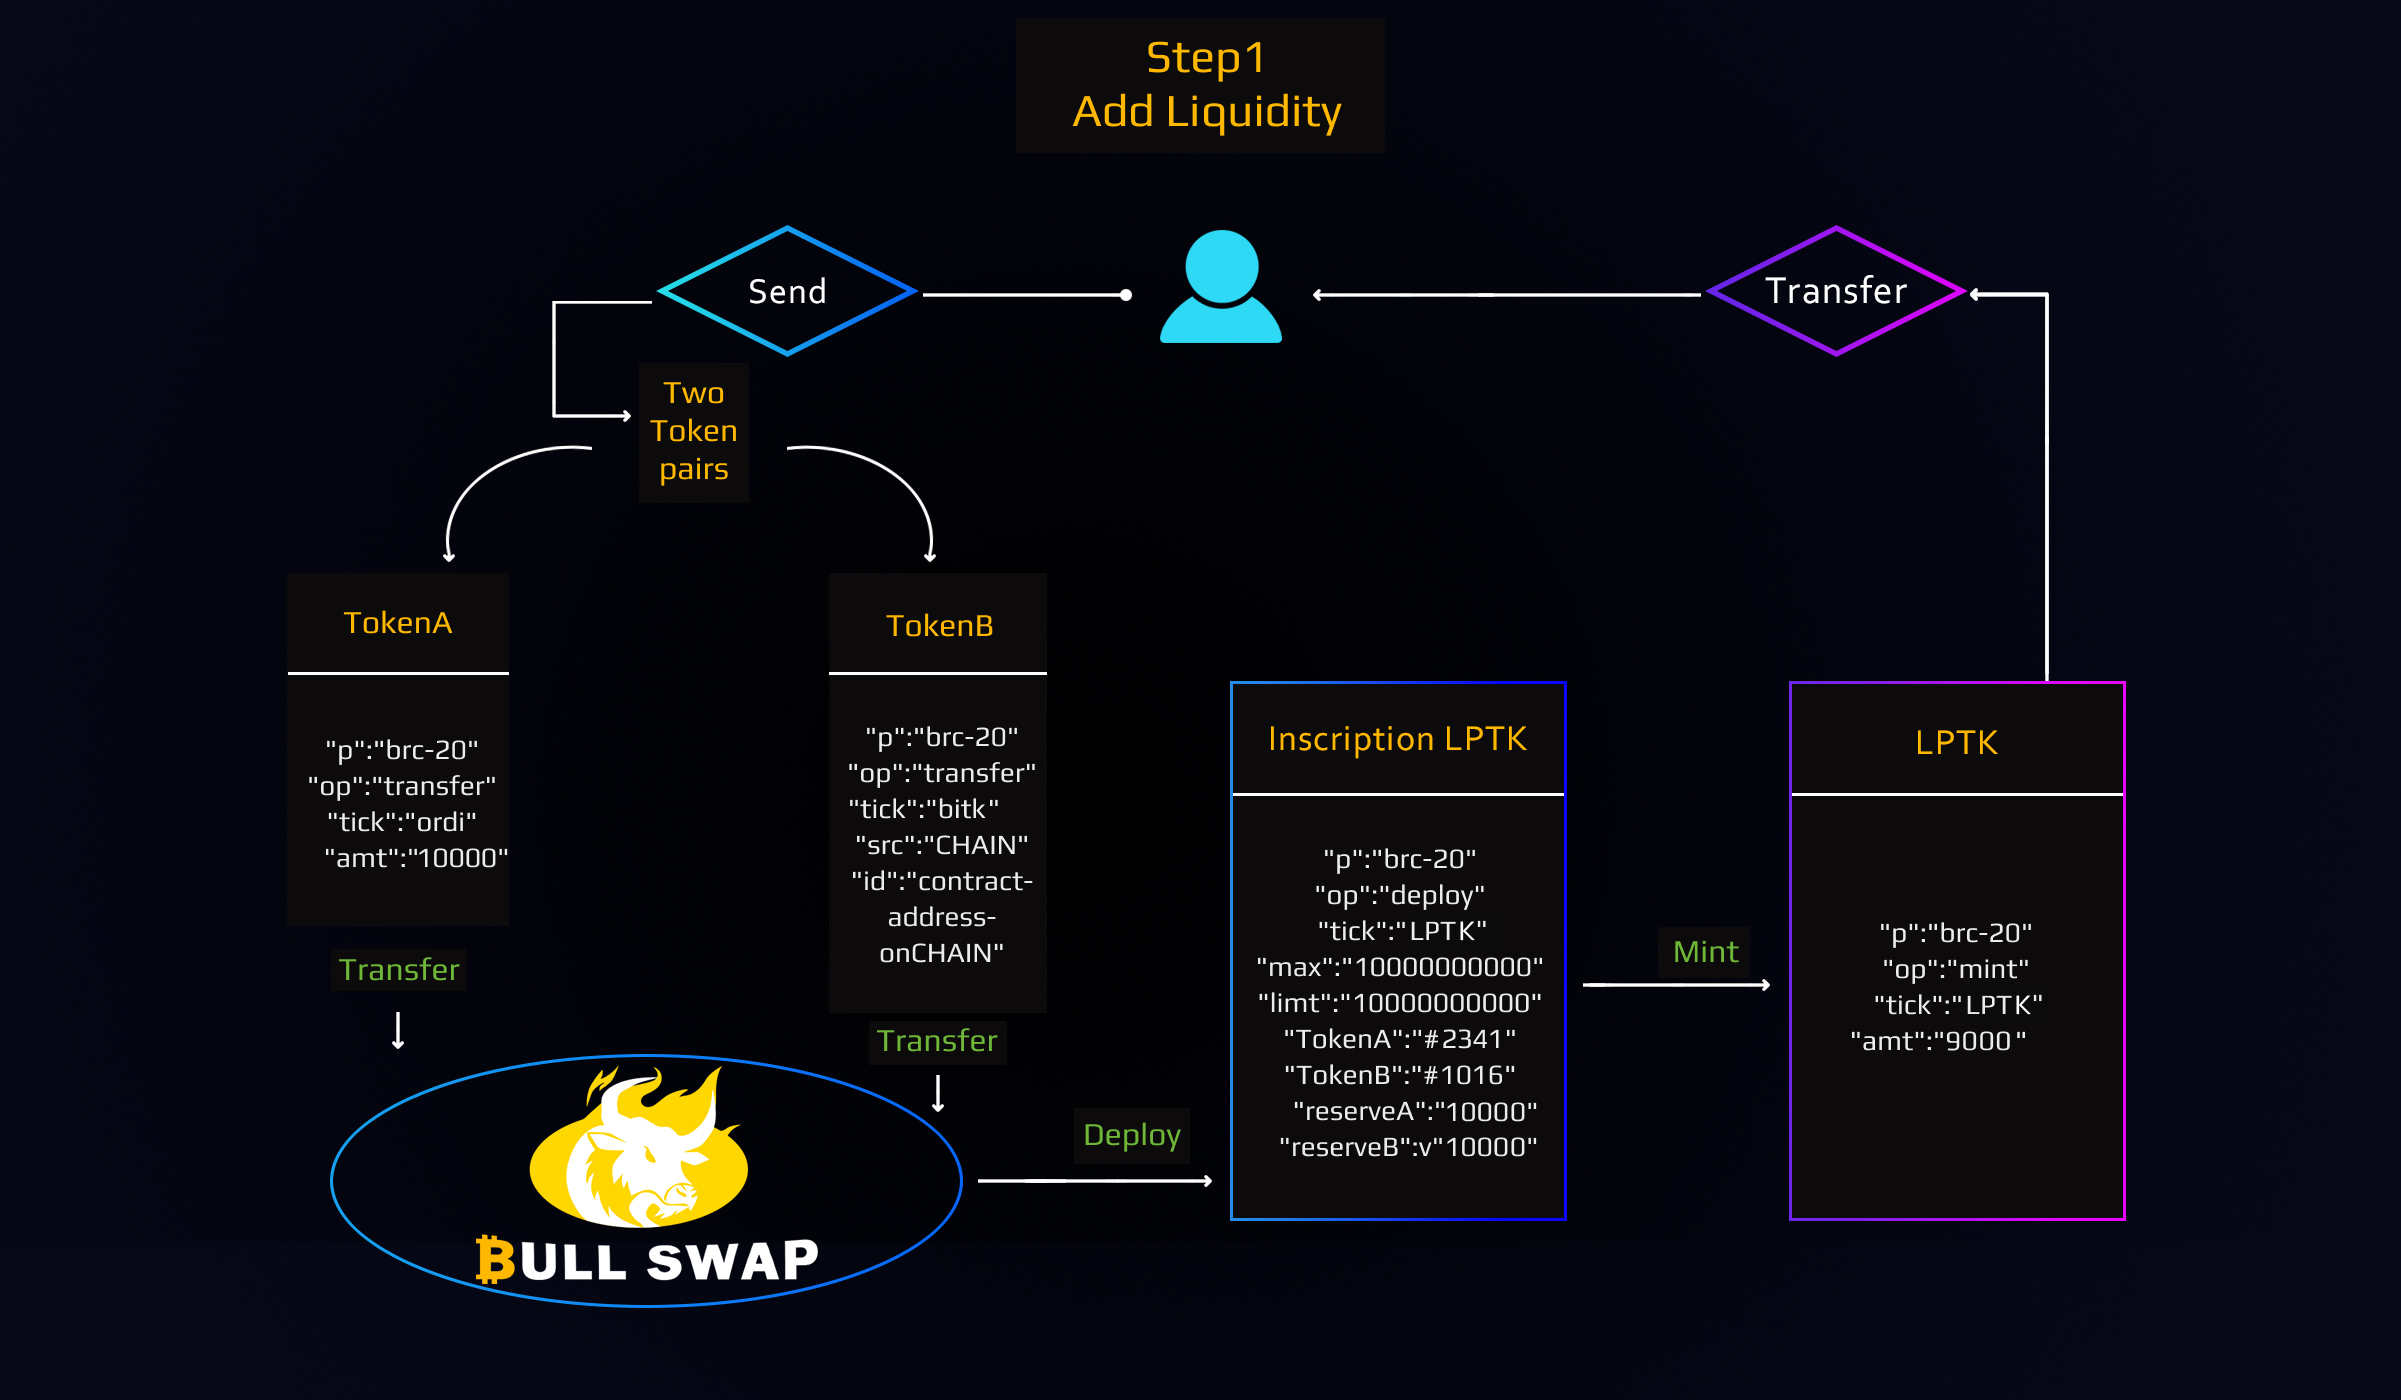 Step1
Add Liquidity
Send
Transfer
Two
Token
pairs
TokenA
"p":"brc-20"
"op":"transfer"
"tick":"ordi"
"amt":"10000"
Transfer
TokenB
"p":"brc-20"
"op":"transfer"
"tick":"bitk"
"src":"CHAIN"
"id":"contract-
address-
onCHAIN"
Transfer
BULL SWAP
Deploy
Inscription LPTK
"p":"brc-20"
"op":"deploy"
"tick":"LPTK"
"max":"10000000000"
"limt":"10000000000"
"TokenA":"#2341"
"TokenB":"#1016"
"reserveA":"10000"
"reserveB":v"10000"
Mint
LPTK
"p":"brc-20"
"op":"mint"
"tick":"LPTK"
"amt":"9000"